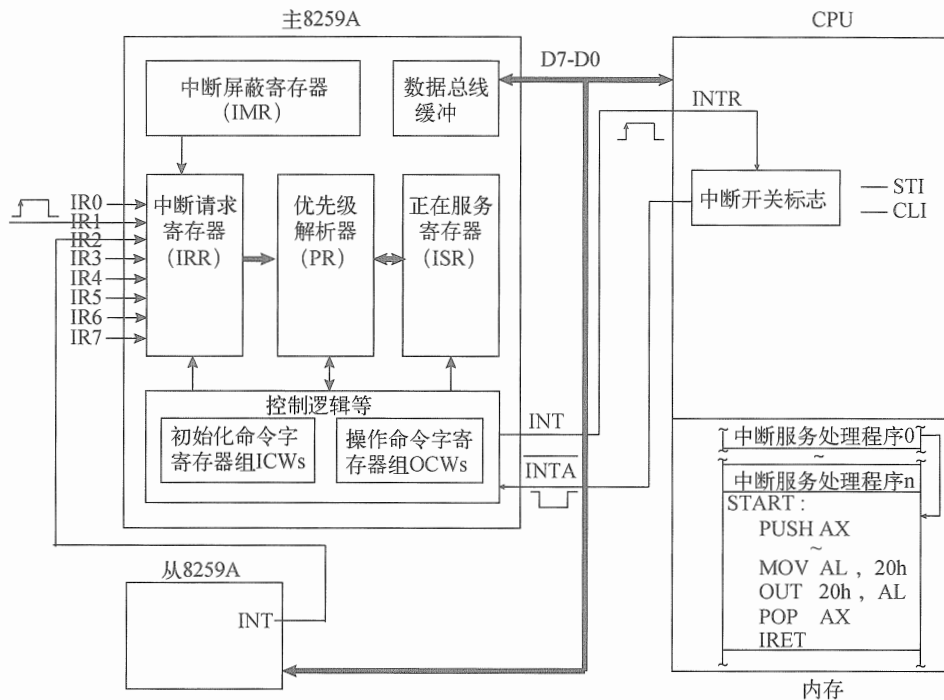 主8259A
CPU
中断屏蔽寄存器
(IMR)
数据总线
缓冲
D7-D0
INTR
IR0
IR1
IR2
IR3
IR4
IR5
IR6
IR7
中断请求
寄存器
(IRR)
优先级
解析器
(PR)
正在服务
寄存器
(ISR)
中断开关标志
STI
CLI
控制逻辑等
初始化命令字
寄存器组ICWs
操作命令字寄
存器组OCWs
INT
INTA
从8259A
INT
中断服务处理程序0
~
中断服务处理程序n
START :
PUSH AX
~
MOV AL , 20h
OUT 20h , AL
POP AX
IRET
内存